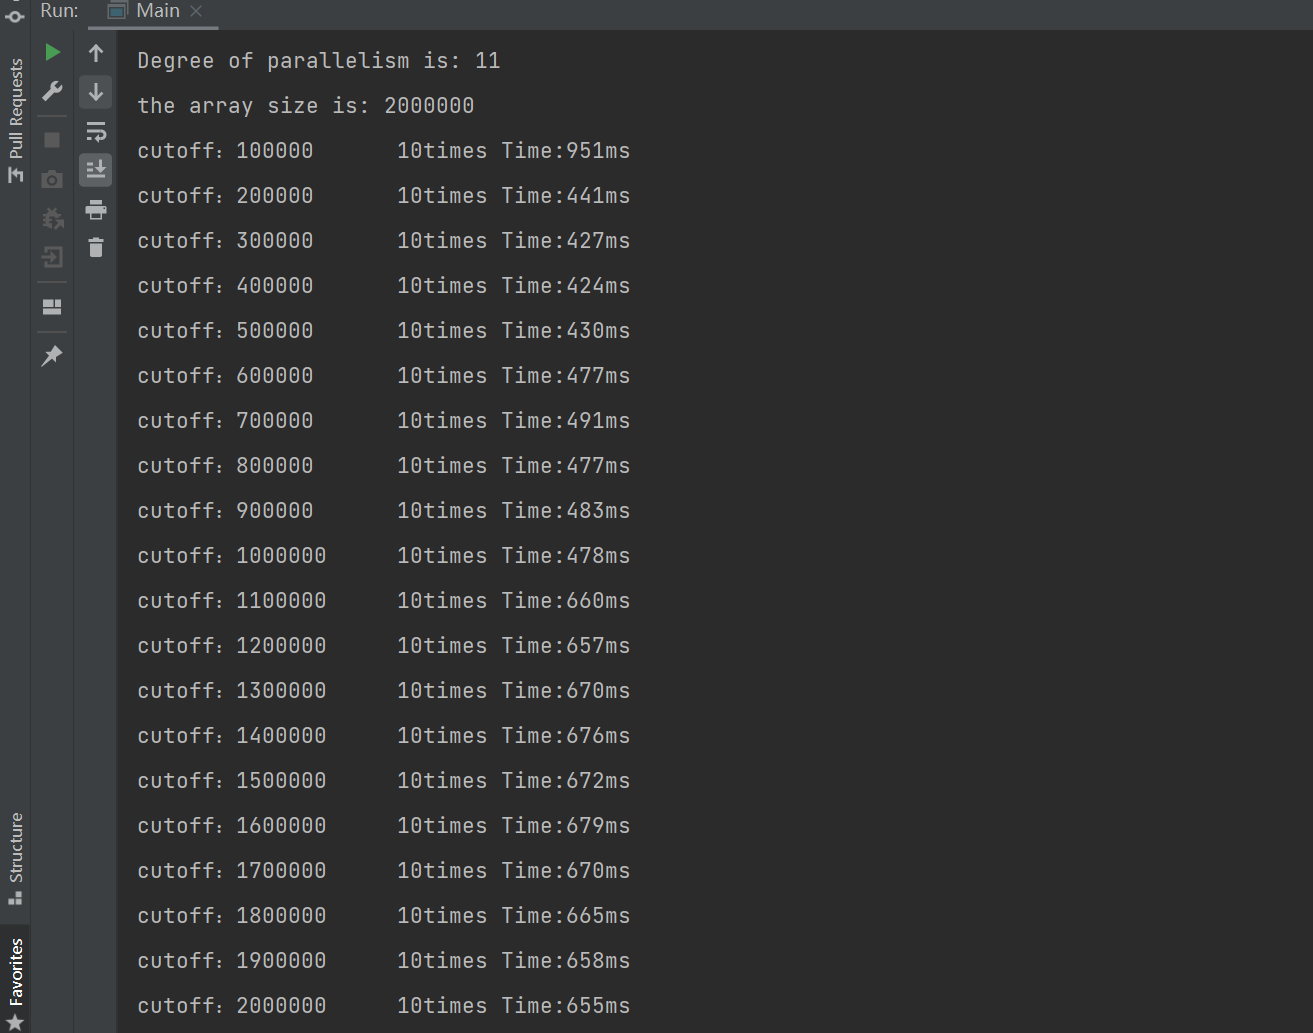 Run: Main
Pull Requests
Degree of parallelism is: 11
the array size is: 2000000
cutoff：100000 10times Time:951ms
cutoff：200000 10times Time:441ms
cutoff：300000 10times Time:427ms
cutoff：400000 10times Time:424ms
cutoff：500000 10times Time:430ms
cutoff：600000 10times Time:477ms
cutoff：700000 10times Time:491ms
cutoff：800000 10times Time:477ms
cutoff：900000 10times Time:483ms
cutoff：1000000 10times Time:478ms
cutoff：1100000 10times Time:660ms
cutoff：1200000 10times Time:657ms
cutoff：1300000 10times Time:670ms
cutoff：1400000 10times Time:676ms
cutoff：1500000 10times Time:672ms
cutoff：1600000 10times Time:679ms
cutoff：1700000 10times Time:670ms
cutoff：1800000 10times Time:665ms
cutoff：1900000 10times Time:658ms
cutoff：2000000 10times Time:655ms
Structure
Favorites